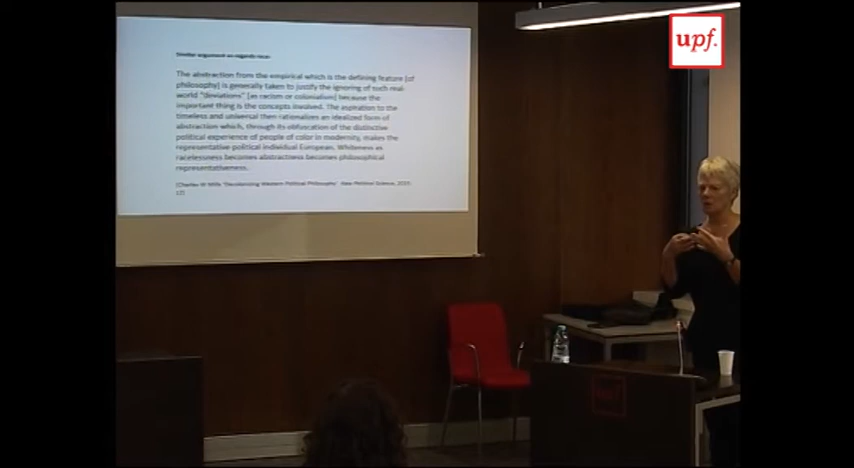 Similar argument as regards race:
The abstraction from the empirical which is the defining feature [of
philosophy] is generally taken to justify the ignoring of such real-
world "deviations" [as racism or colonialism] because the
important thing is the concepts involved. The aspiration to the
timeless and universal then rationalizes an idealized form of
abstraction which, through its obfuscation of the distinctive
political experience of people of color in modernity, makes the
representative political individual European. Whiteness as
racelessness becomes abstractness becomes philosophical
representativeness.
(Charles W Mills 'Decolonizing Western Political Philosophy' New Political Science, 2015:
upf.
upf